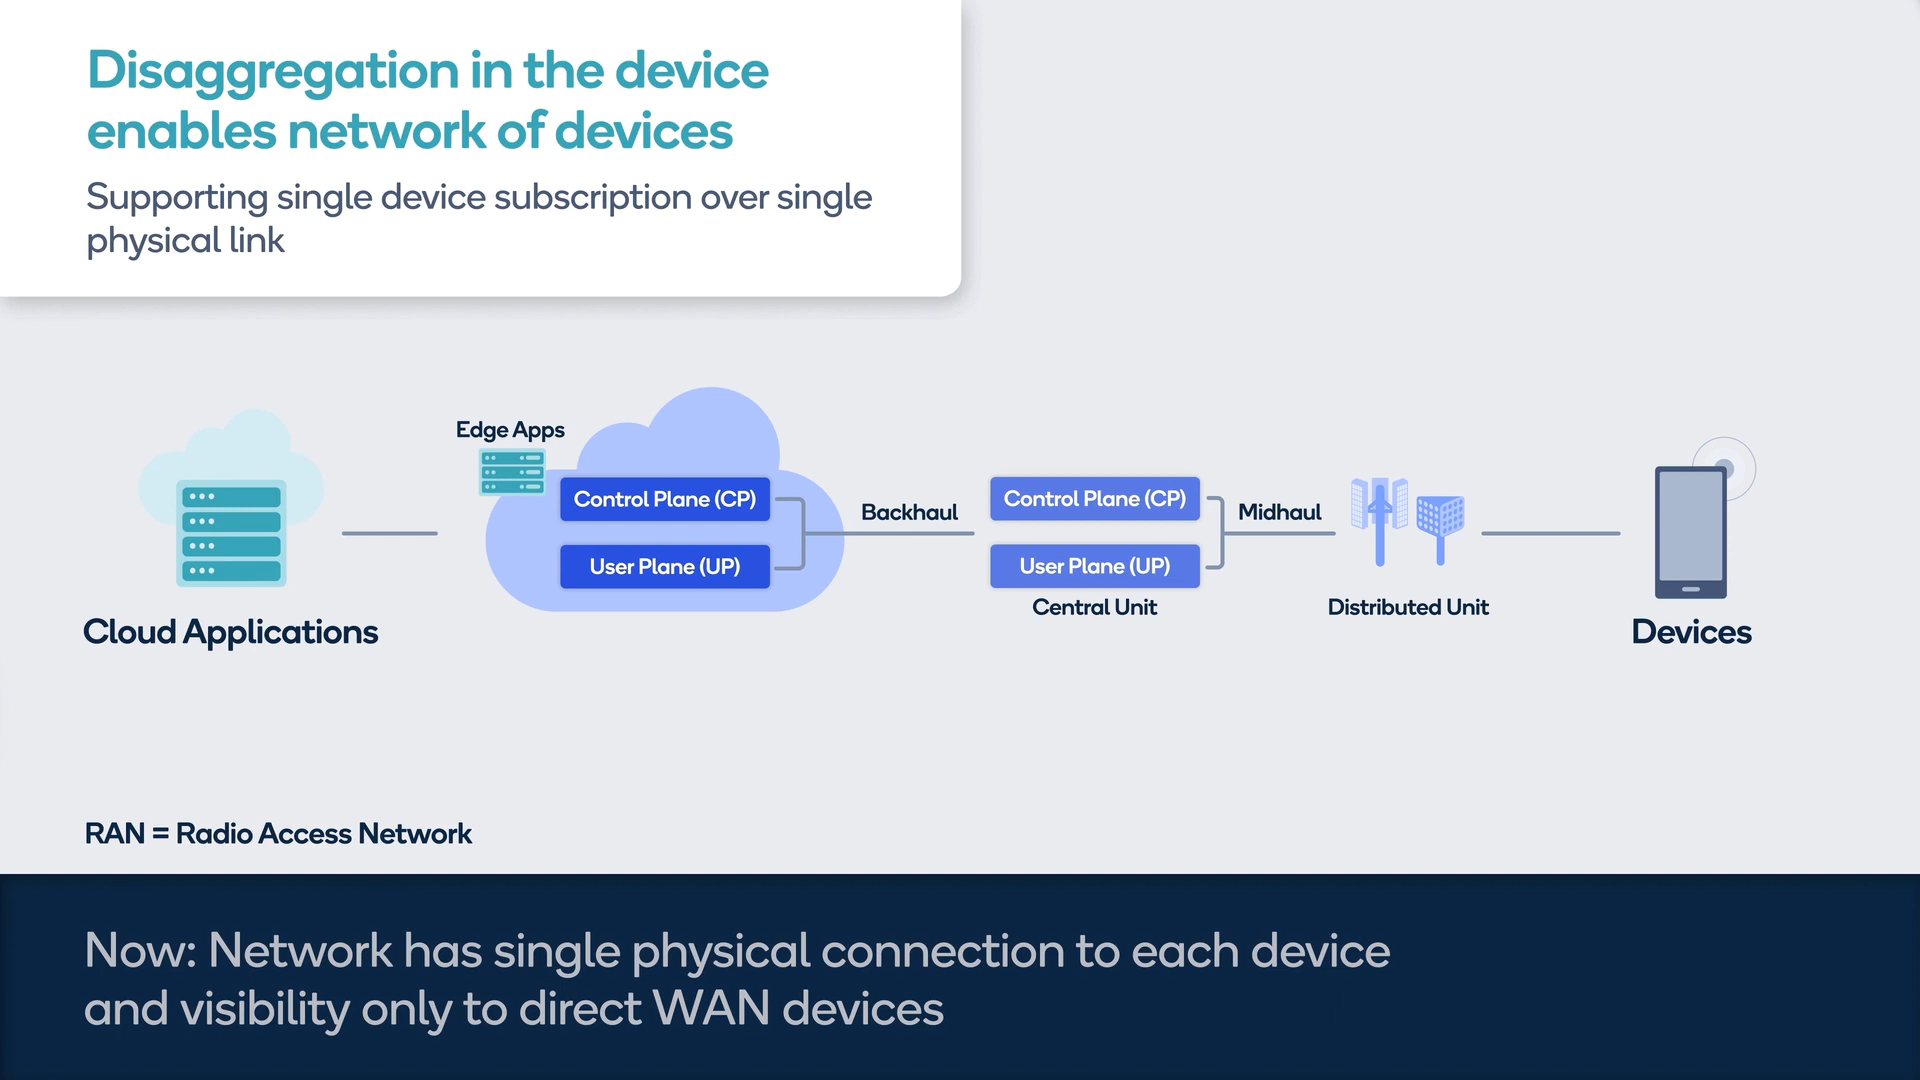 Disaggregation in the device
enables network of devices
Supporting single device subscription over single
physical link
Edge Apps
Control Plane (CP)
User Plane (UP)
Backhaul
Control Plane (CP)
User Plane (UP)
Central Unit
Midhaul
Distributed Unit
Cloud Applications
Devices
RAN = Radio Access Network
Now: Network has single physical connection to each device
and visibility only to direct WAN devices